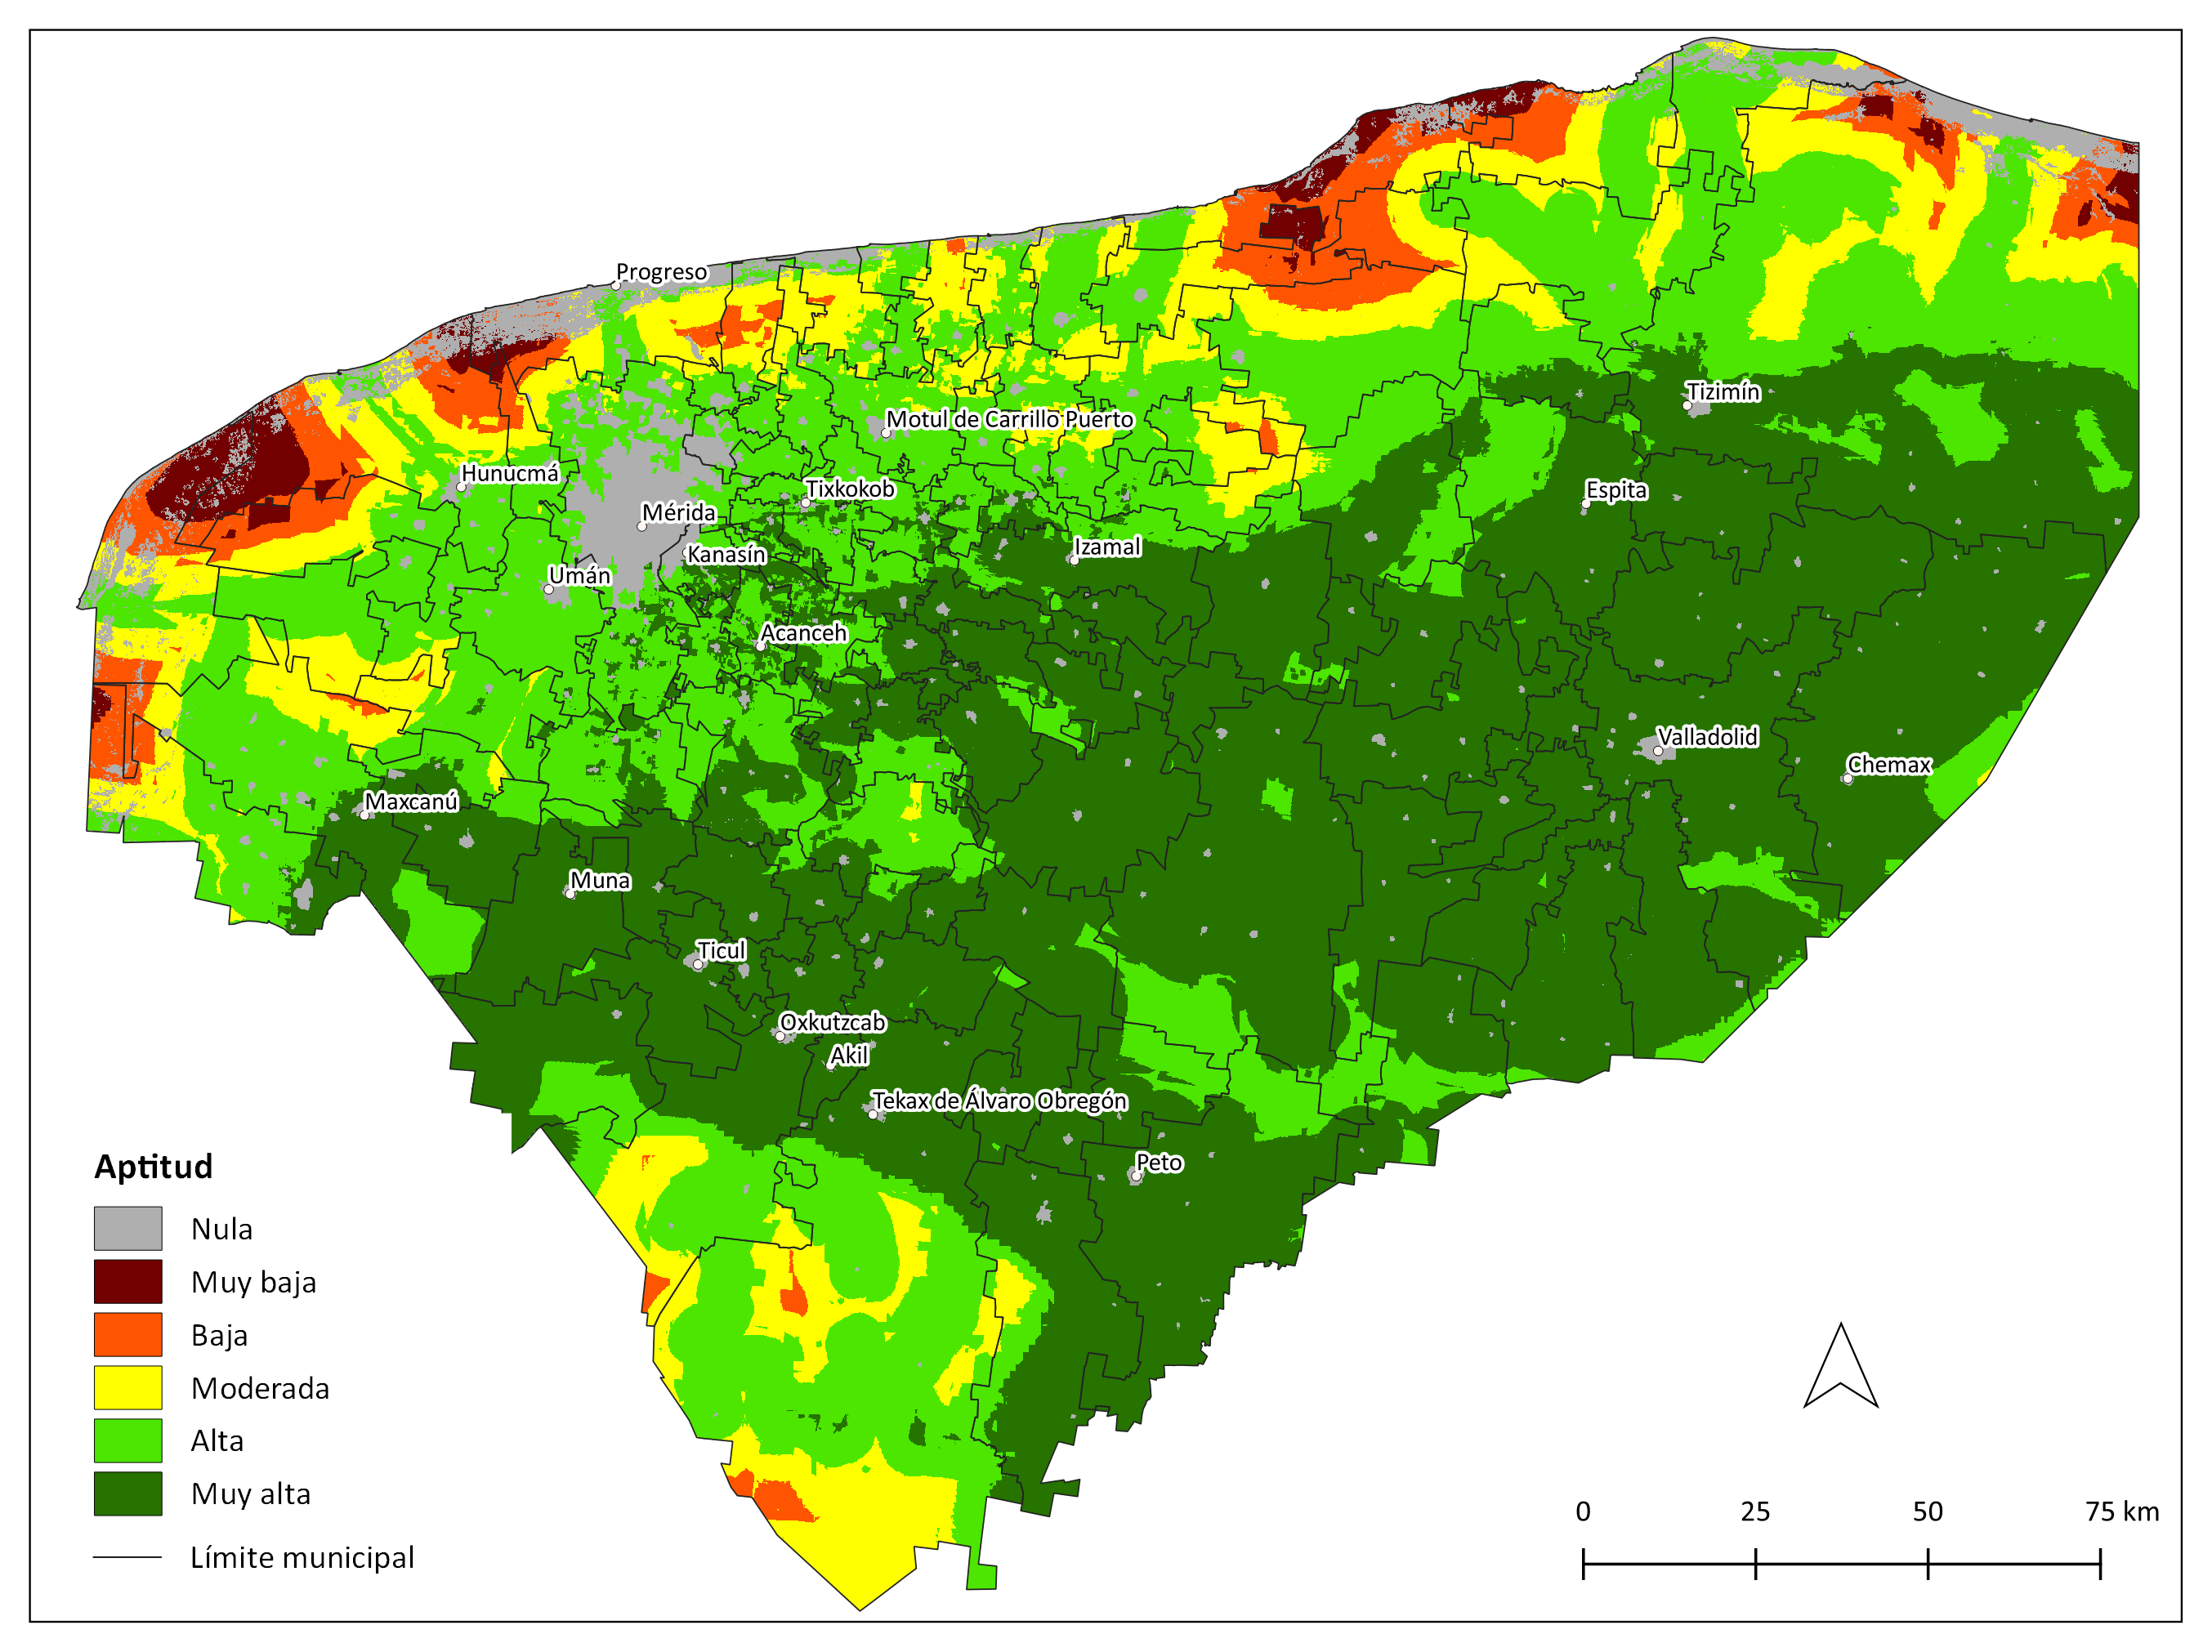 Progreso
Tizimín
Motul de Carrillo Puerto
Hunucmá
Tixkokob
Espita
Mérida
Kanasín
Izamal
Umán
Acanceh
Valladolid
Chemax
Maxcanú
Muna
Ticul
Oxkutzcab
Akil
Tekax de Álvaro Obregón
Peto
Aptitud
Nula
Muy baja
Baja
Moderada
Alta
Muy alta
Límite municipal
0 25 50 75 km